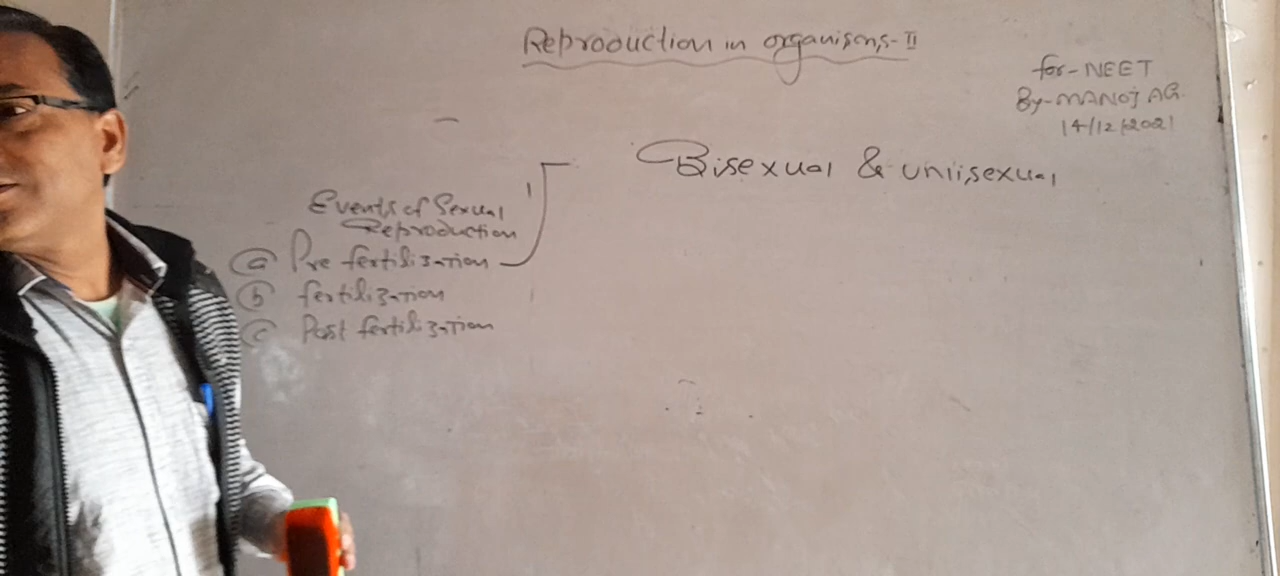 Reproduction in organisms-II
for-NEET
By-MANOJ AG.
14/12/2021
Bisexual & uniisexual
Events of Sexual
Reproduction
(a) Pre fertilization
(b) fertilization
(c) Post fertilization